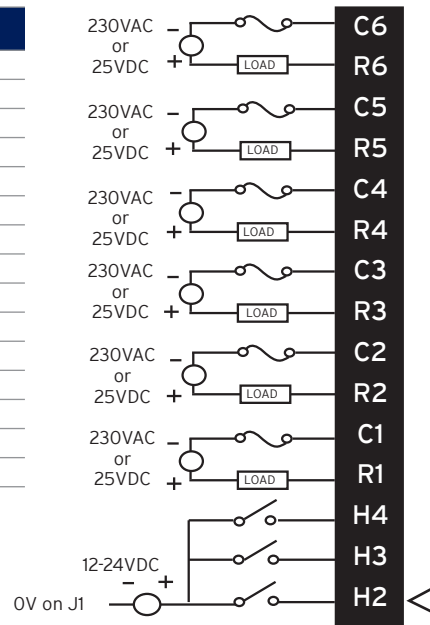 230VAC
or
25VDC
−
+
LOAD
C6
R6
230VAC
or
25VDC
−
+
LOAD
C5
R5
230VAC
or
25VDC
−
+
LOAD
C4
R4
230VAC
or
25VDC
−
+
LOAD
C3
R3
230VAC
or
25VDC
−
+
LOAD
C2
R2
230VAC
or
25VDC
−
+
LOAD
C1
R1
H4
H3
12-24VDC
− +
0V on J1
H2